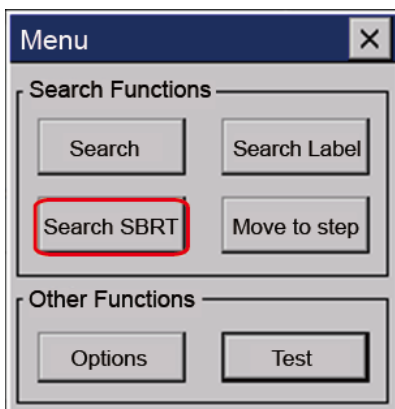 Menu
Search Functions
Search Search Label
Search SBRT Move to step
Other Functions
Options Test